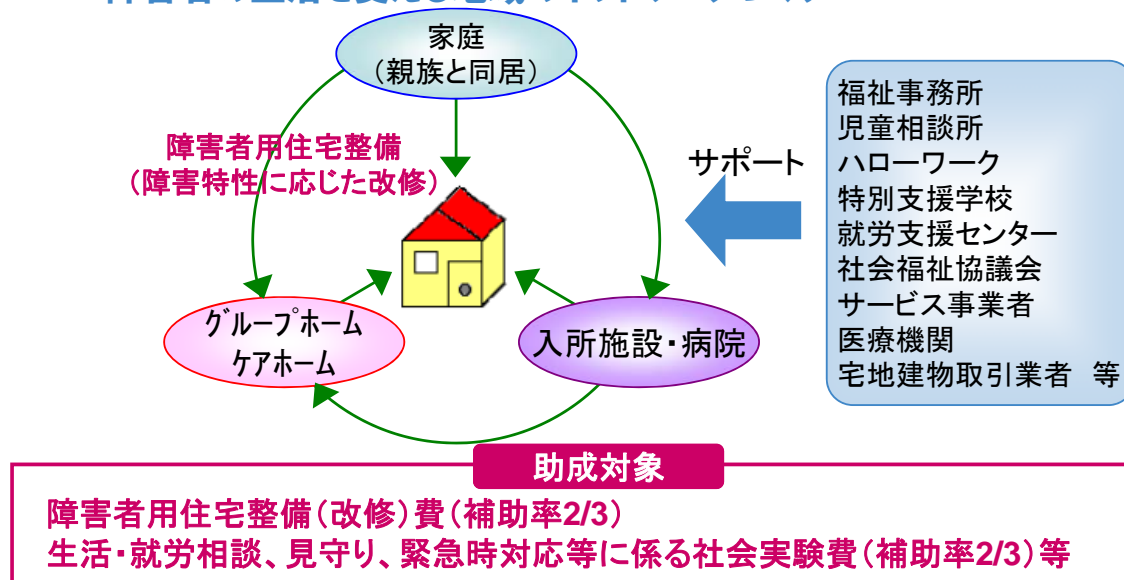 家庭
(親族と同居)
障害者用住宅整備
(障害特性に応じた改修)
サポート
福祉事務所
児童相談所
ハローワーク
特別支援学校
就労支援センター
社会福祉協議会
サービス事業者
医療機関
宅地建物取引業者 等
グループホーム
ケアホーム
入所施設・病院
助成対象
障害者用住宅整備(改修)費(補助率2/3)
生活・就労相談、見守り、緊急時対応等に係る社会実験費(補助率2/3)等